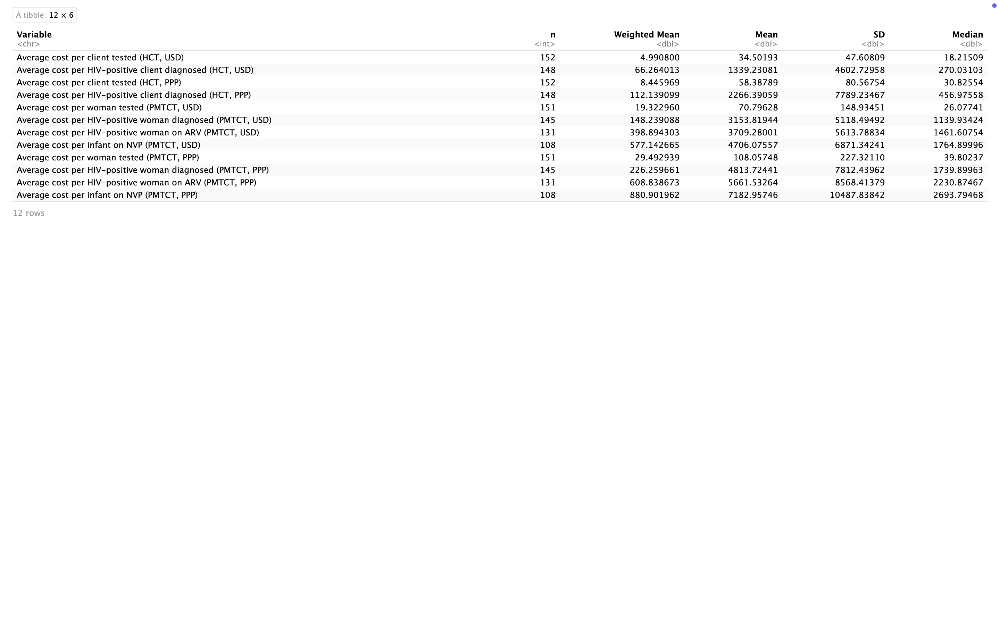 A tibble: 12 × 6
Variable n Weighted Mean Mean SD Median
<chr> <int> <dbl> <dbl> <dbl> <dbl>
Average cost per client tested (HCT, USD) 152 4.990800 34.50193 47.60809 18.21509
Average cost per HIV-positive client diagnosed (HCT, USD) 148 66.264013 1339.23081 4602.72958 270.03103
Average cost per client tested (HCT, PPP) 152 8.445969 58.38789 80.56754 30.82554
Average cost per HIV-positive client diagnosed (HCT, PPP) 148 112.139099 2266.39059 7789.23467 456.97558
Average cost per woman tested (PMTCT, USD) 151 19.322960 70.79628 148.93451 26.07741
Average cost per HIV-positive woman diagnosed (PMTCT, USD) 145 148.239088 3153.81944 5118.49492 1139.93424
Average cost per HIV-positive woman on ARV (PMTCT, USD) 131 398.894303 3709.28001 5613.78834 1461.60754
Average cost per infant on NVP (PMTCT, USD) 108 577.142665 4706.07557 6871.34241 1764.89996
Average cost per woman tested (PMTCT, PPP) 151 29.492939 108.05748 227.32110 39.80237
Average cost per HIV-positive woman diagnosed (PMTCT, PPP) 145 226.259661 4813.72441 7812.43962 1739.89963
Average cost per HIV-positive woman on ARV (PMTCT, PPP) 131 608.838673 5661.53264 8568.41379 2230.87467
Average cost per infant on NVP (PMTCT, PPP) 108 880.901962 7182.95746 10487.83842 2693.79468
12 rows